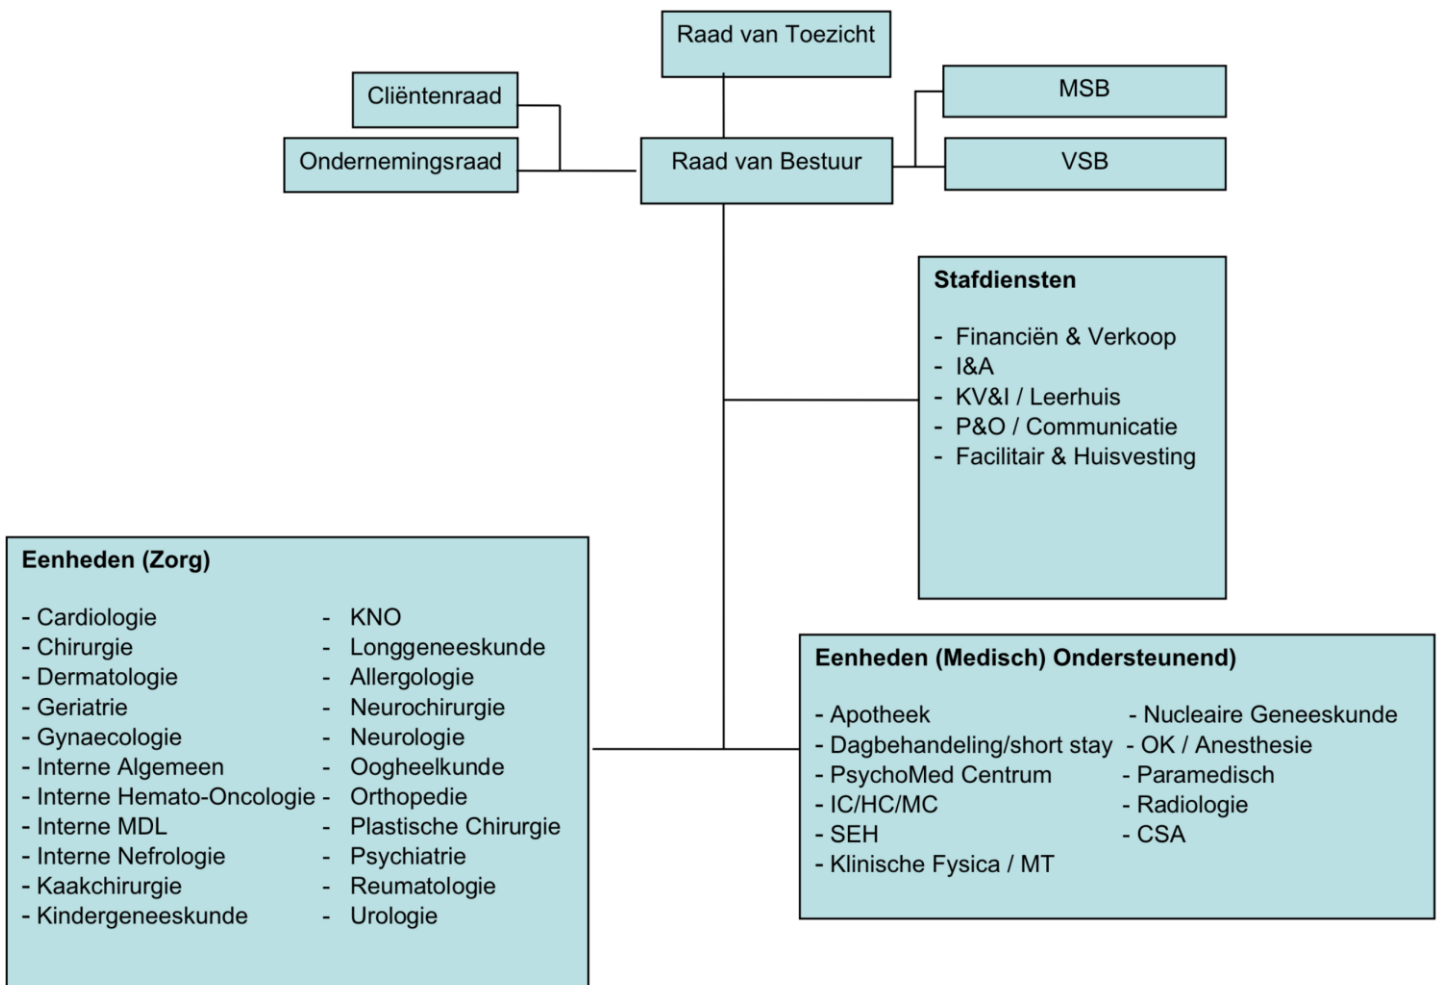 Raad van Toezicht
Cliëntenraad
MSB
Ondernemingsraad
Raad van Bestuur
VSB
Stafdiensten
- Financiën & Verkoop
- I&A
- KV&I / Leerhuis
- P&O / Communicatie
- Facilitair & Huisvesting
Eenheden (Zorg)
- Cardiologie
- Chirurgie
- Dermatologie
- Geriatrie
- Gynaecologie
- Interne Algemeen
- Interne Hemato-Oncologie
- Interne MDL
- Interne Nefrologie
- Kaakchirurgie
- Kindergeneeskunde
- KNO
- Longgeneeskunde
- Allergologie
- Neurochirurgie
- Neurologie
- Oogheelkunde
- Orthopedie
- Plastische Chirurgie
- Psychiatrie
- Reumatologie
- Urologie
Eenheden (Medisch) Ondersteunend)
- Apotheek
- Dagbehandeling/short stay
- PsychoMed Centrum
- IC/HC/MC
- SEH
- Klinische Fysica / MT
- Nucleaire Geneeskunde
- OK / Anesthesie
- Paramedisch
- Radiologie
- CSA